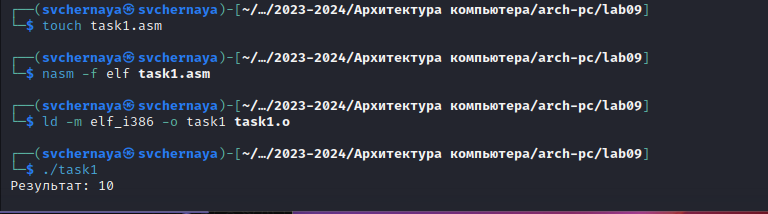 ┌──(svchernaya㉿svchernaya)-[~/…/2023-2024/Архитектура компьютера/arch-pc/lab09]
└─$ touch task1.asm
┌──(svchernaya㉿svchernaya)-[~/…/2023-2024/Архитектура компьютера/arch-pc/lab09]
└─$ nasm -f elf task1.asm
┌──(svchernaya㉿svchernaya)-[~/…/2023-2024/Архитектура компьютера/arch-pc/lab09]
└─$ ld -m elf_i386 -o task1 task1.o
┌──(svchernaya㉿svchernaya)-[~/…/2023-2024/Архитектура компьютера/arch-pc/lab09]
└─$ ./task1
Результат: 10